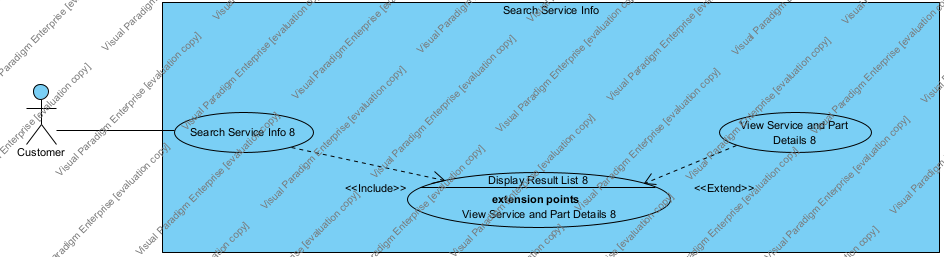 Search Service Info
Customer
Search Service Info 8
View Service and Part
Details 8
<<Include>>
Display Result List 8
<<Extend>>
extension points
View Service and Part Details 8
Visual Paradigm Enterprise [evaluation copy]